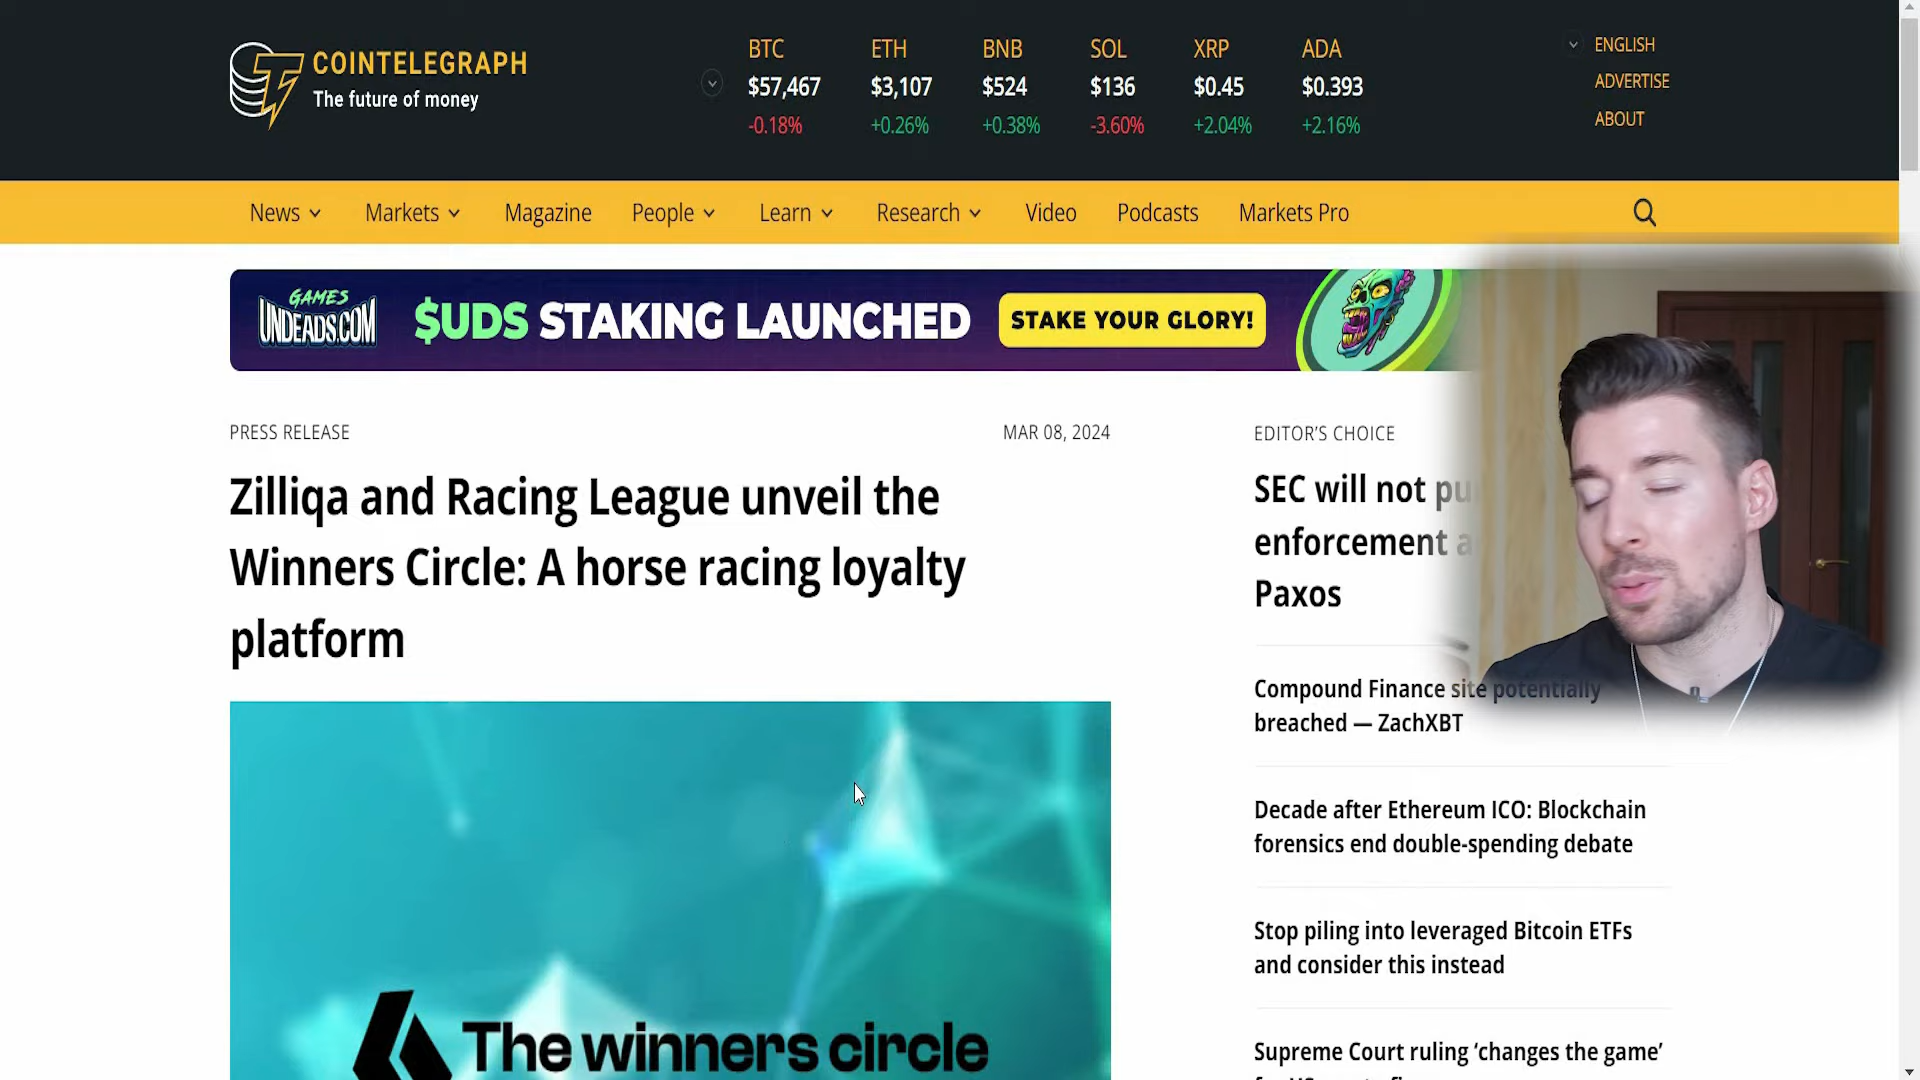 COINTELEGRAPH
The future of money
BTC
$57,467
-0.18%
ETH
$3,107
+0.26%
BNB
$524
+0.38%
SOL
$136
-3.60%
XRP
$0.45
+2.04%
ADA
$0.393
+2.16%
ENGLISH
ADVERTISE
ABOUT
News Markets Magazine People Learn Research Video Podcasts Markets Pro
GAMES
UNDEADS.COM
$UDS STAKING LAUNCHED
STAKE YOUR GLORY!
PRESS RELEASE
MAR 08, 2024
Zilliqa and Racing League unveil the
Winners Circle: A horse racing loyalty
platform
The winners circle
EDITOR'S CHOICE
SEC will not
enforcement
Paxos
Compound Finance site potentially
breached — ZachXBT
Decade after Ethereum ICO: Blockchain
forensics end double-spending debate
Stop piling into leveraged Bitcoin ETFs
and consider this instead
Supreme Court ruling ‘changes the game’